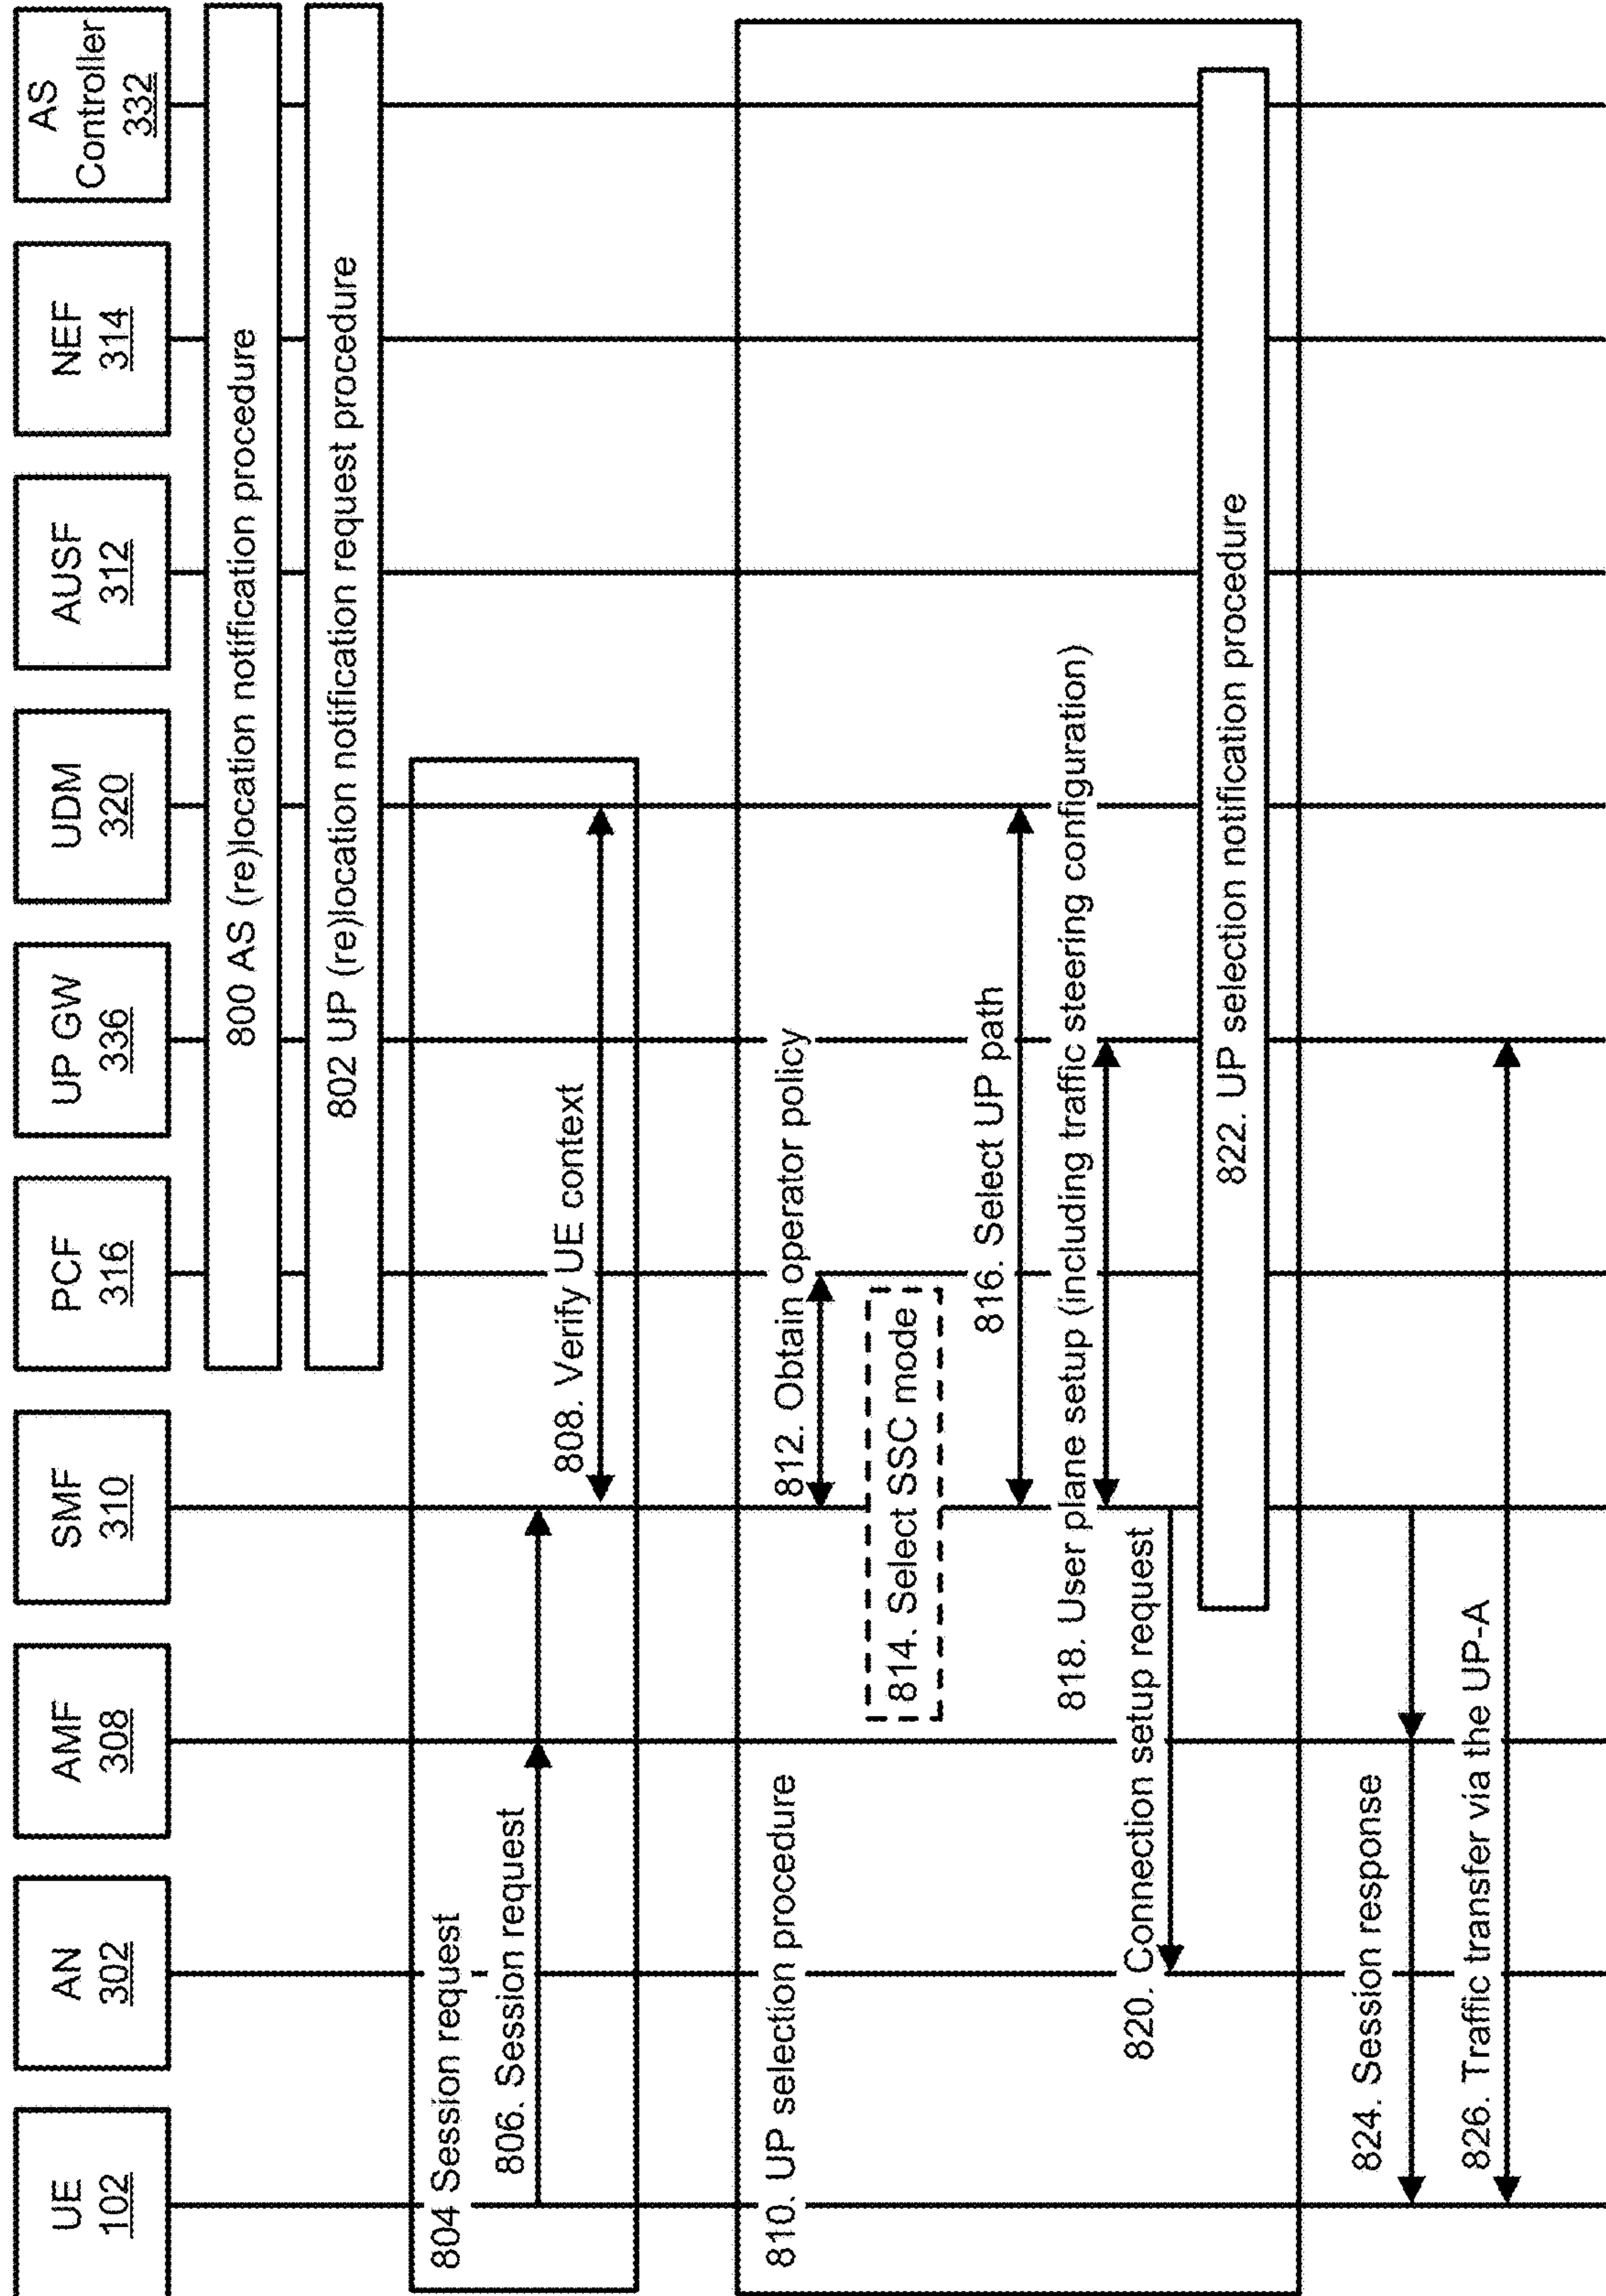 UE
102
AN
302
AMF
308
SMF
310
PCF
316
UP GW
336
UDM
320
AUSF
312
NEF
314
AS
Controller
332
800 AS (re)location notification procedure
802 UP (re)location notification request procedure
804 Session request
806. Session request
808. Verify UE context
810. UP selection procedure
812. Obtain operator policy
814. Select SSC mode
816. Select UP path
818. User plane setup (including traffic steering configuration)
820. Connection setup request
822. UP selection notification procedure
824. Session response
826. Traffic transfer via the UP-A